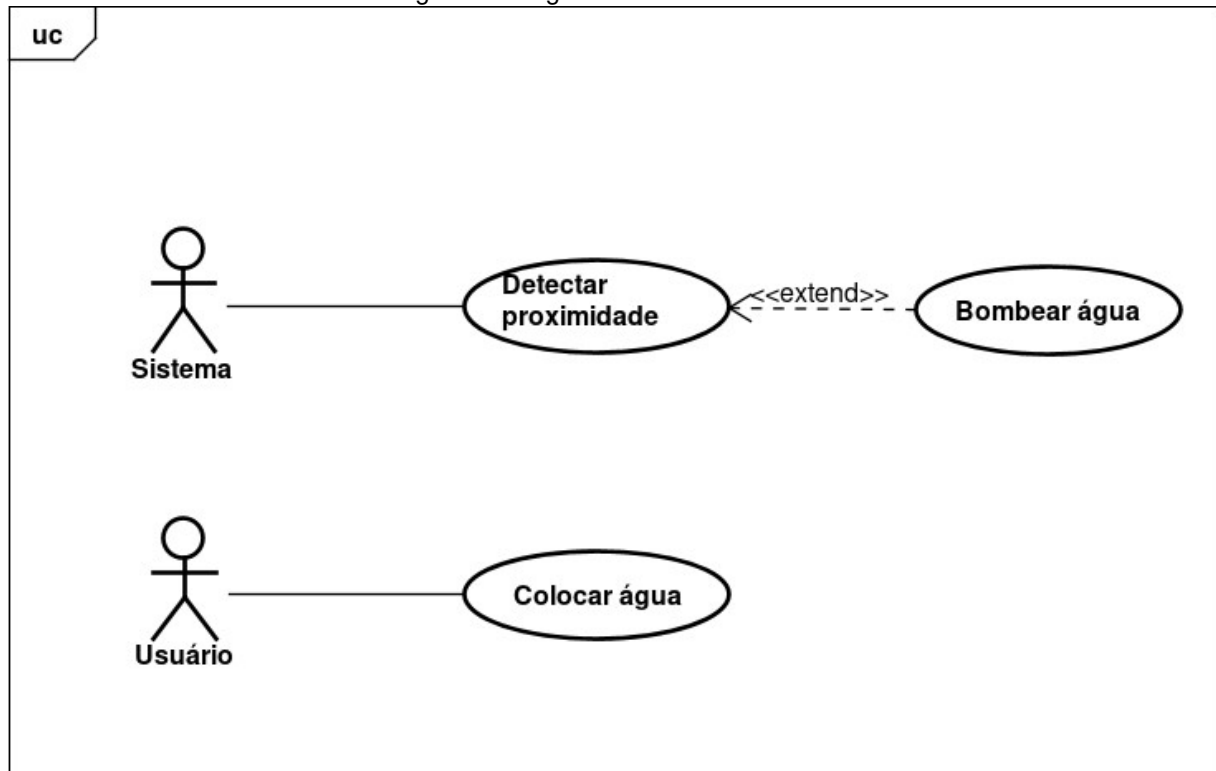 uc
Detectar
proximidade
<<extend>>
Bombear água
Sistema
Colocar água
Usuário